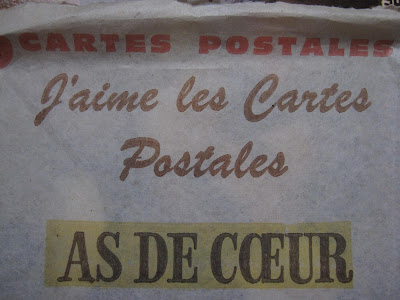 CARTES POSTALES
J'aime les Cartes
Postales
AS DE CŒUR